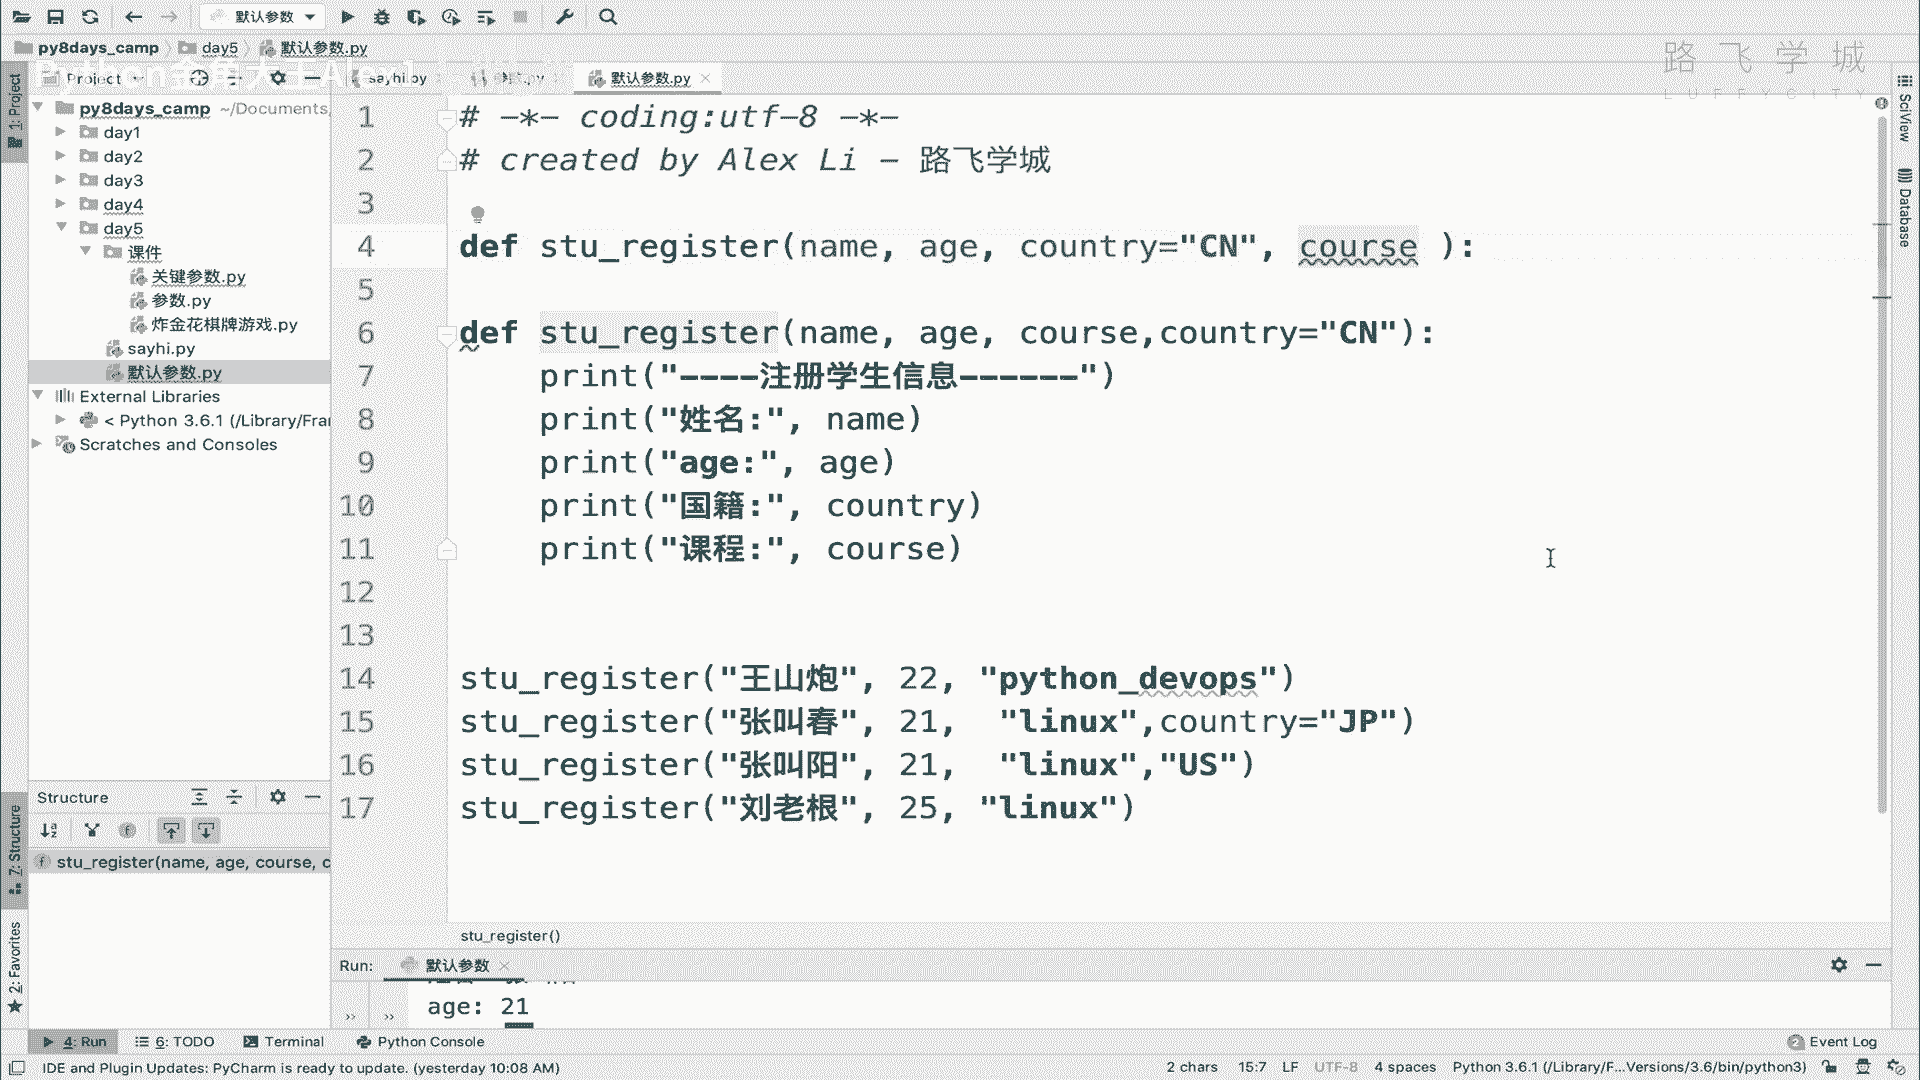 默认参数
py8days_camp
day5
默认参数.py
路飞学城
LUFFYCITY
Project
sayhi.py
默认参数.py
1: Project
py8days_camp ~/Documents,
day1
day2
day3
day4
day5
课件
关键参数.py
参数.py
炸金花棋牌游戏.py
sayhi.py
默认参数.py
External Libraries
< Python 3.6.1 (/Library/Frar
Scratches and Consoles
1 # -*- coding:utf-8 -*-
2 # created by Alex Li - 路飞学城
3
4 def stu_register(name, age, country="CN", course ):
5
6 def stu_register(name, age, course,country="CN"):
7 print("----注册学生信息------")
8 print("姓名:", name)
9 print("age:", age)
10 print("国籍:", country)
11 print("课程:", course)
12
13
14 stu_register("王山炮", 22, "python_devops")
15 stu_register("张叫春", 21,  "linux",country="JP")
16 stu_register("张叫阳", 21,  "linux","US")
17 stu_register("刘老根", 25, "linux")
SciView
Database
Structure
stu_register(name, age, course, c
7: Structure
2: Favorites
stu_register()
Run:
默认参数
age: 21
4: Run
6: TODO
Terminal
Python Console
2 Event Log
IDE and Plugin Updates: PyCharm is ready to update. (yesterday 10:08 AM)
2 chars
15:7
LF
UTF-8
4 spaces
Python 3.6.1 (/Library/F...Versions/3.6/bin/python3)